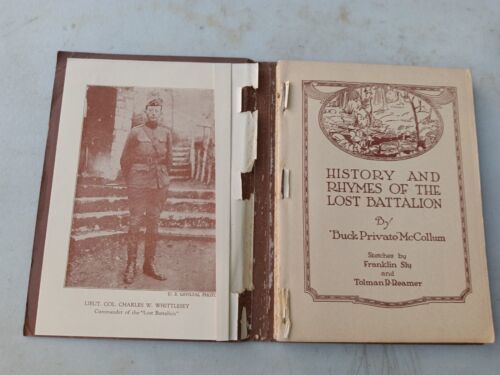 U. S. OFFICIAL PHOTO.
LIEUT. COL. CHARLES W. WHITTLESEY
Commander of the "Lost Battalion"
HISTORY AND
RHYMES OF THE
LOST BATTALION
By
"Buck Private" McCollum
Sketches by
Franklin Sly
and
Tolman R. Reamer